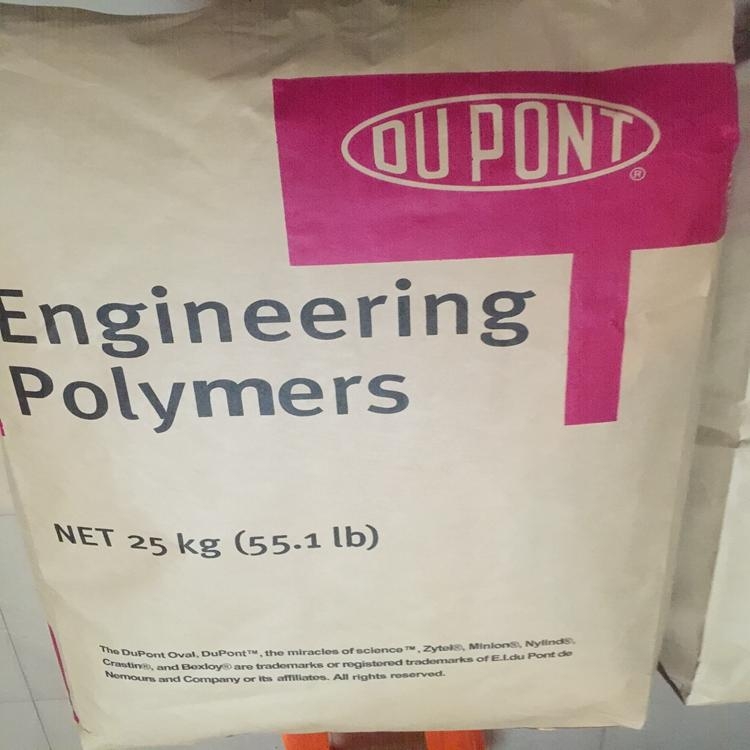 DU PONT
®
Engineering
Polymers
NET 25 kg (55.1 lb)
The DuPont Oval, DuPont™, the miracles of science™, Zytel®, Minlon®, Nylind®,
Crastin®, and Bexloy® are trademarks or registered trademarks of E.I.du Pont de
Nemours and Company or its affiliates. All rights reserved.